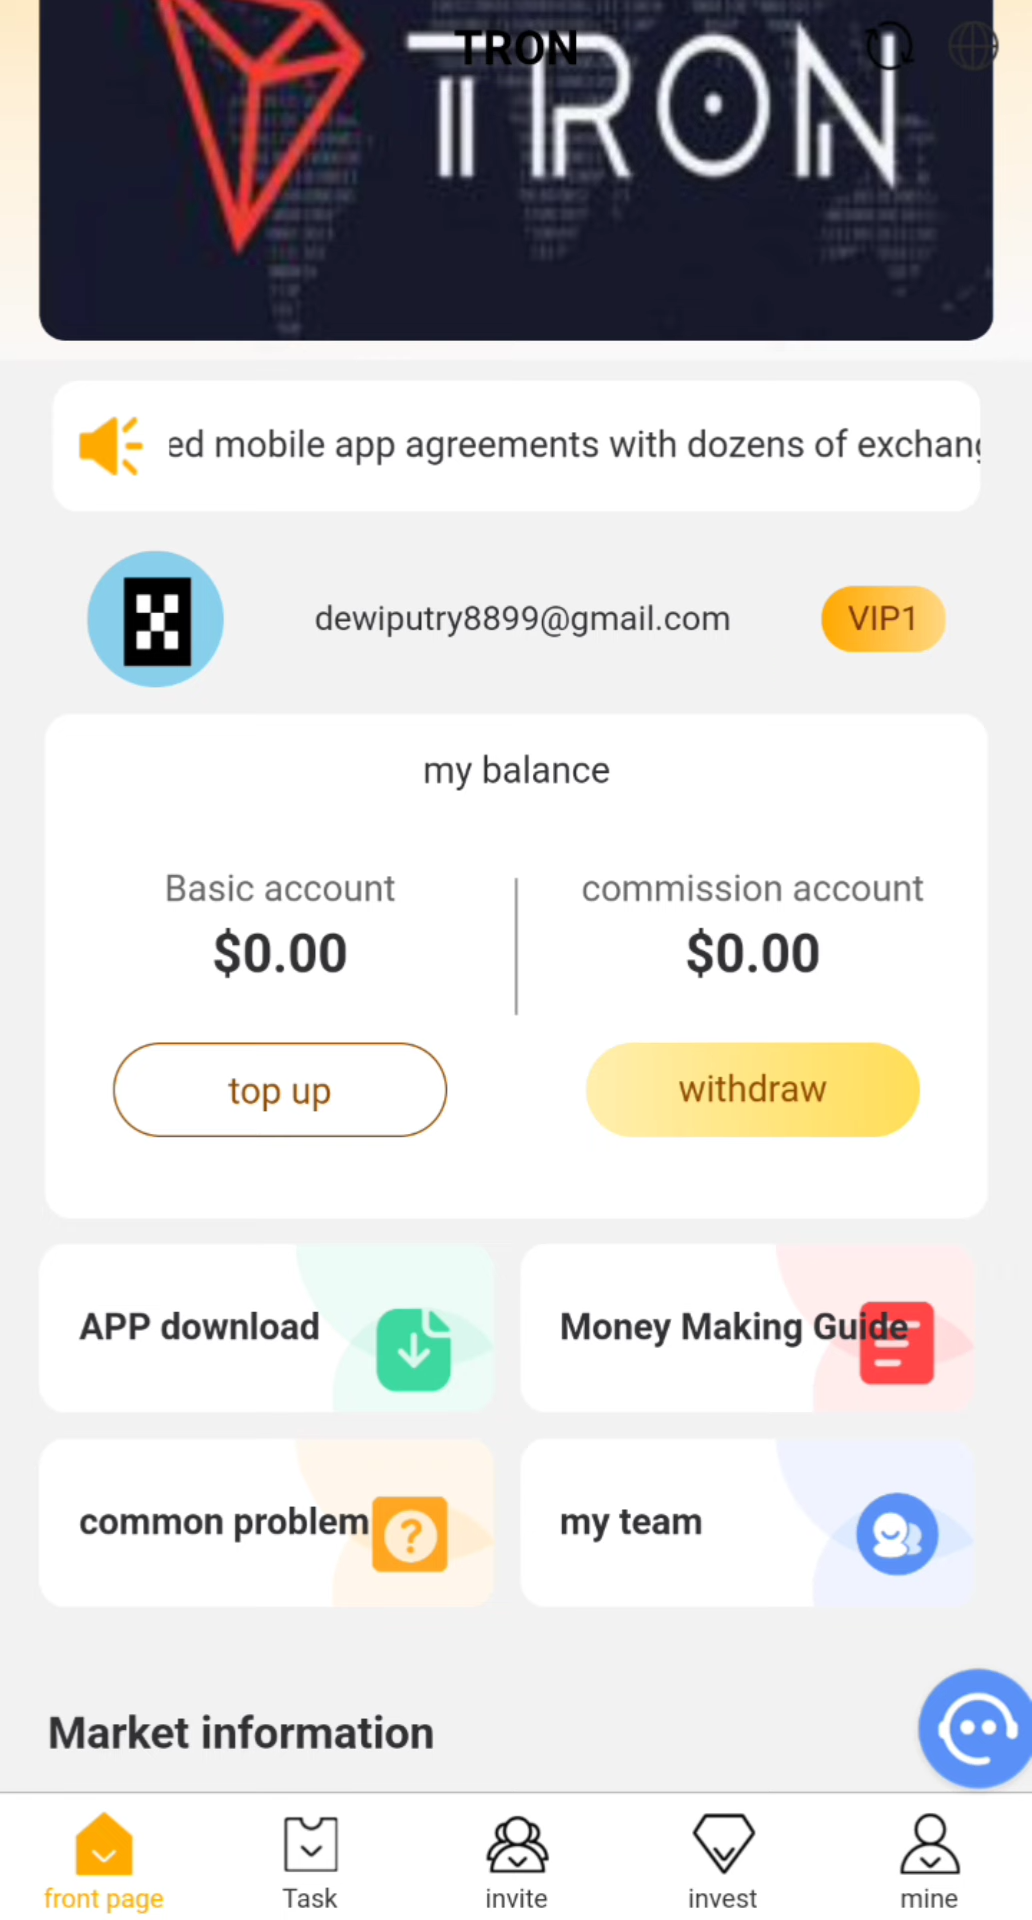 TRON
TRON
ed mobile app agreements with dozens of exchang
dewiputry8899@gmail.com
VIP1
my balance
Basic account
commission account
$0.00
$0.00
top up
withdraw
APP download
Money Making Guide
common problem
my team
Market information
front page
Task
invite
invest
mine